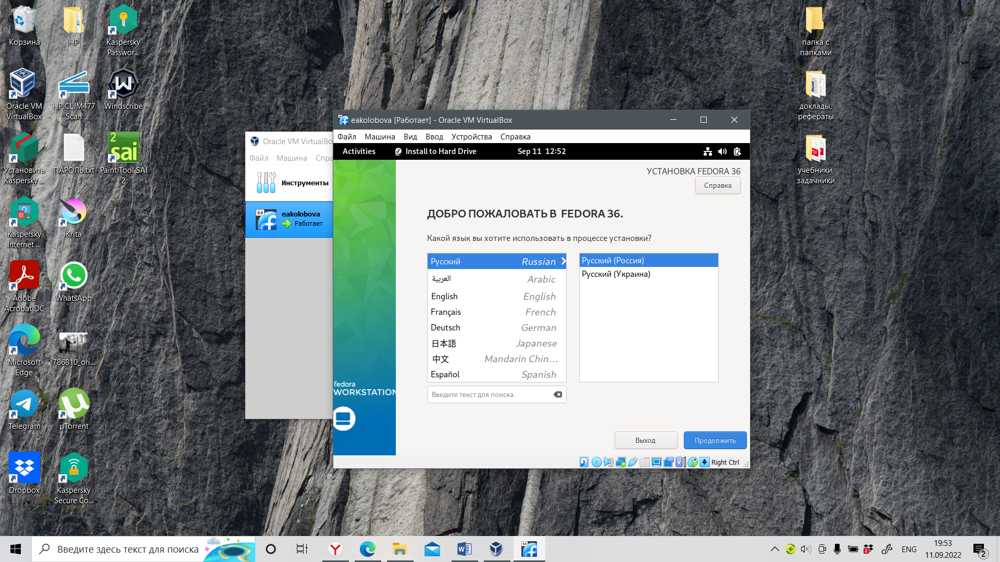 Корзина
HP
Kaspersky
Passwor...
Oracle VM
VirtualBox
HP CLJM477
Scan
Windscribe
Установить
Kaspersky ...
ПАРОЛЬ.txt
2
sai
Paint Tool SAI
2
Kaspersky
Internet ...
Krita
Adobe
Acrobat DC
WhatsApp
Microsoft
Edge
786810_ori...
Telegram
µTorrent
Dropbox
Kaspersky
Secure Co...
папка с
папками
доклады,
рефераты
учебники,
задачники
Oracle VM VirtualBo
Файл Машина Спра
Инструменты
64
eakolobova
Работает
eakolobova [Работает] - Oracle VM VirtualBox
Файл Машина Вид Ввод Устройства Справка
Activities Install to Hard Drive Sep 11 12:52
УСТАНОВКА FEDORA 36
Справка
ДОБРО ПОЖАЛОВАТЬ В FEDORA 36.
Какой язык вы хотите использовать в процессе установки?
Русский Russian
العربية Arabic
English English
Français French
Deutsch German
日本語 Japanese
中文 Mandarin Chin...
Español Spanish
Русский (Россия)
Русский (Украина)
Введите текст для поиска.
fedora
WORKSTATION
Выход
Продолжить
Right Ctrl
Введите здесь текст для поиска
ENG
19:53
11.09.2022
2